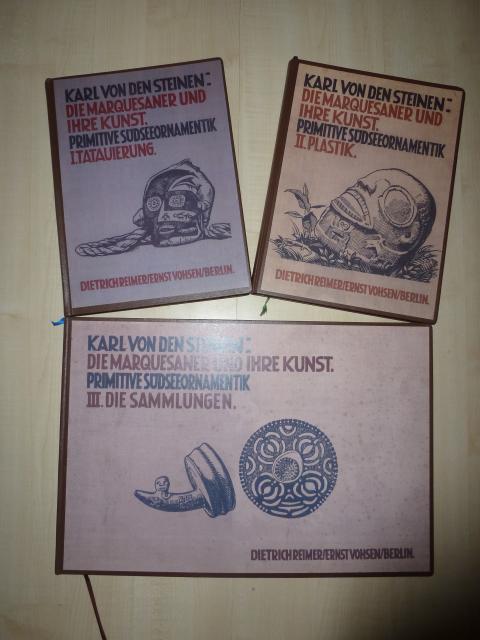 KARL VON DEN STEINEN:
DIE MARQUESANER UND
IHRE KUNST.
PRIMITIVE SÜDSEEORNAMENTIK
I. TATAUIERUNG.
DIETRICH REIMER/ERNST VOHSEN/BERLIN.
KARL VON DEN STEINEN:
DIE MARQUESANER UND
IHRE KUNST.
PRIMITIVE SÜDSEEORNAMENTIK
II. PLASTIK.
DIETRICH REIMER/ERNST VOHSEN/BERLIN.
KARL VON DEN STEINEN:
DIE MARQUESANER UND IHRE KUNST.
PRIMITIVE SÜDSEEORNAMENTIK
III. DIE SAMMLUNGEN.
DIETRICH REIMER/ERNST VOHSEN/BERLIN.